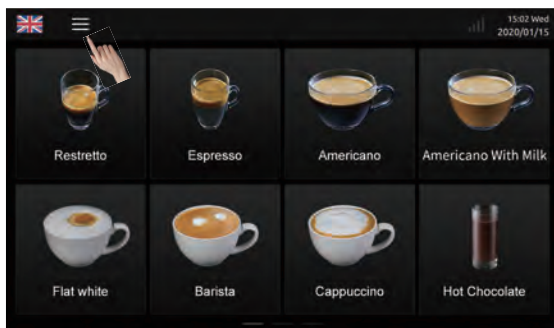 15:02 Wed
2020/01/15
Restretto
Espresso
Americano
Americano With Milk
Flat white
Barista
Cappuccino
Hot Chocolate